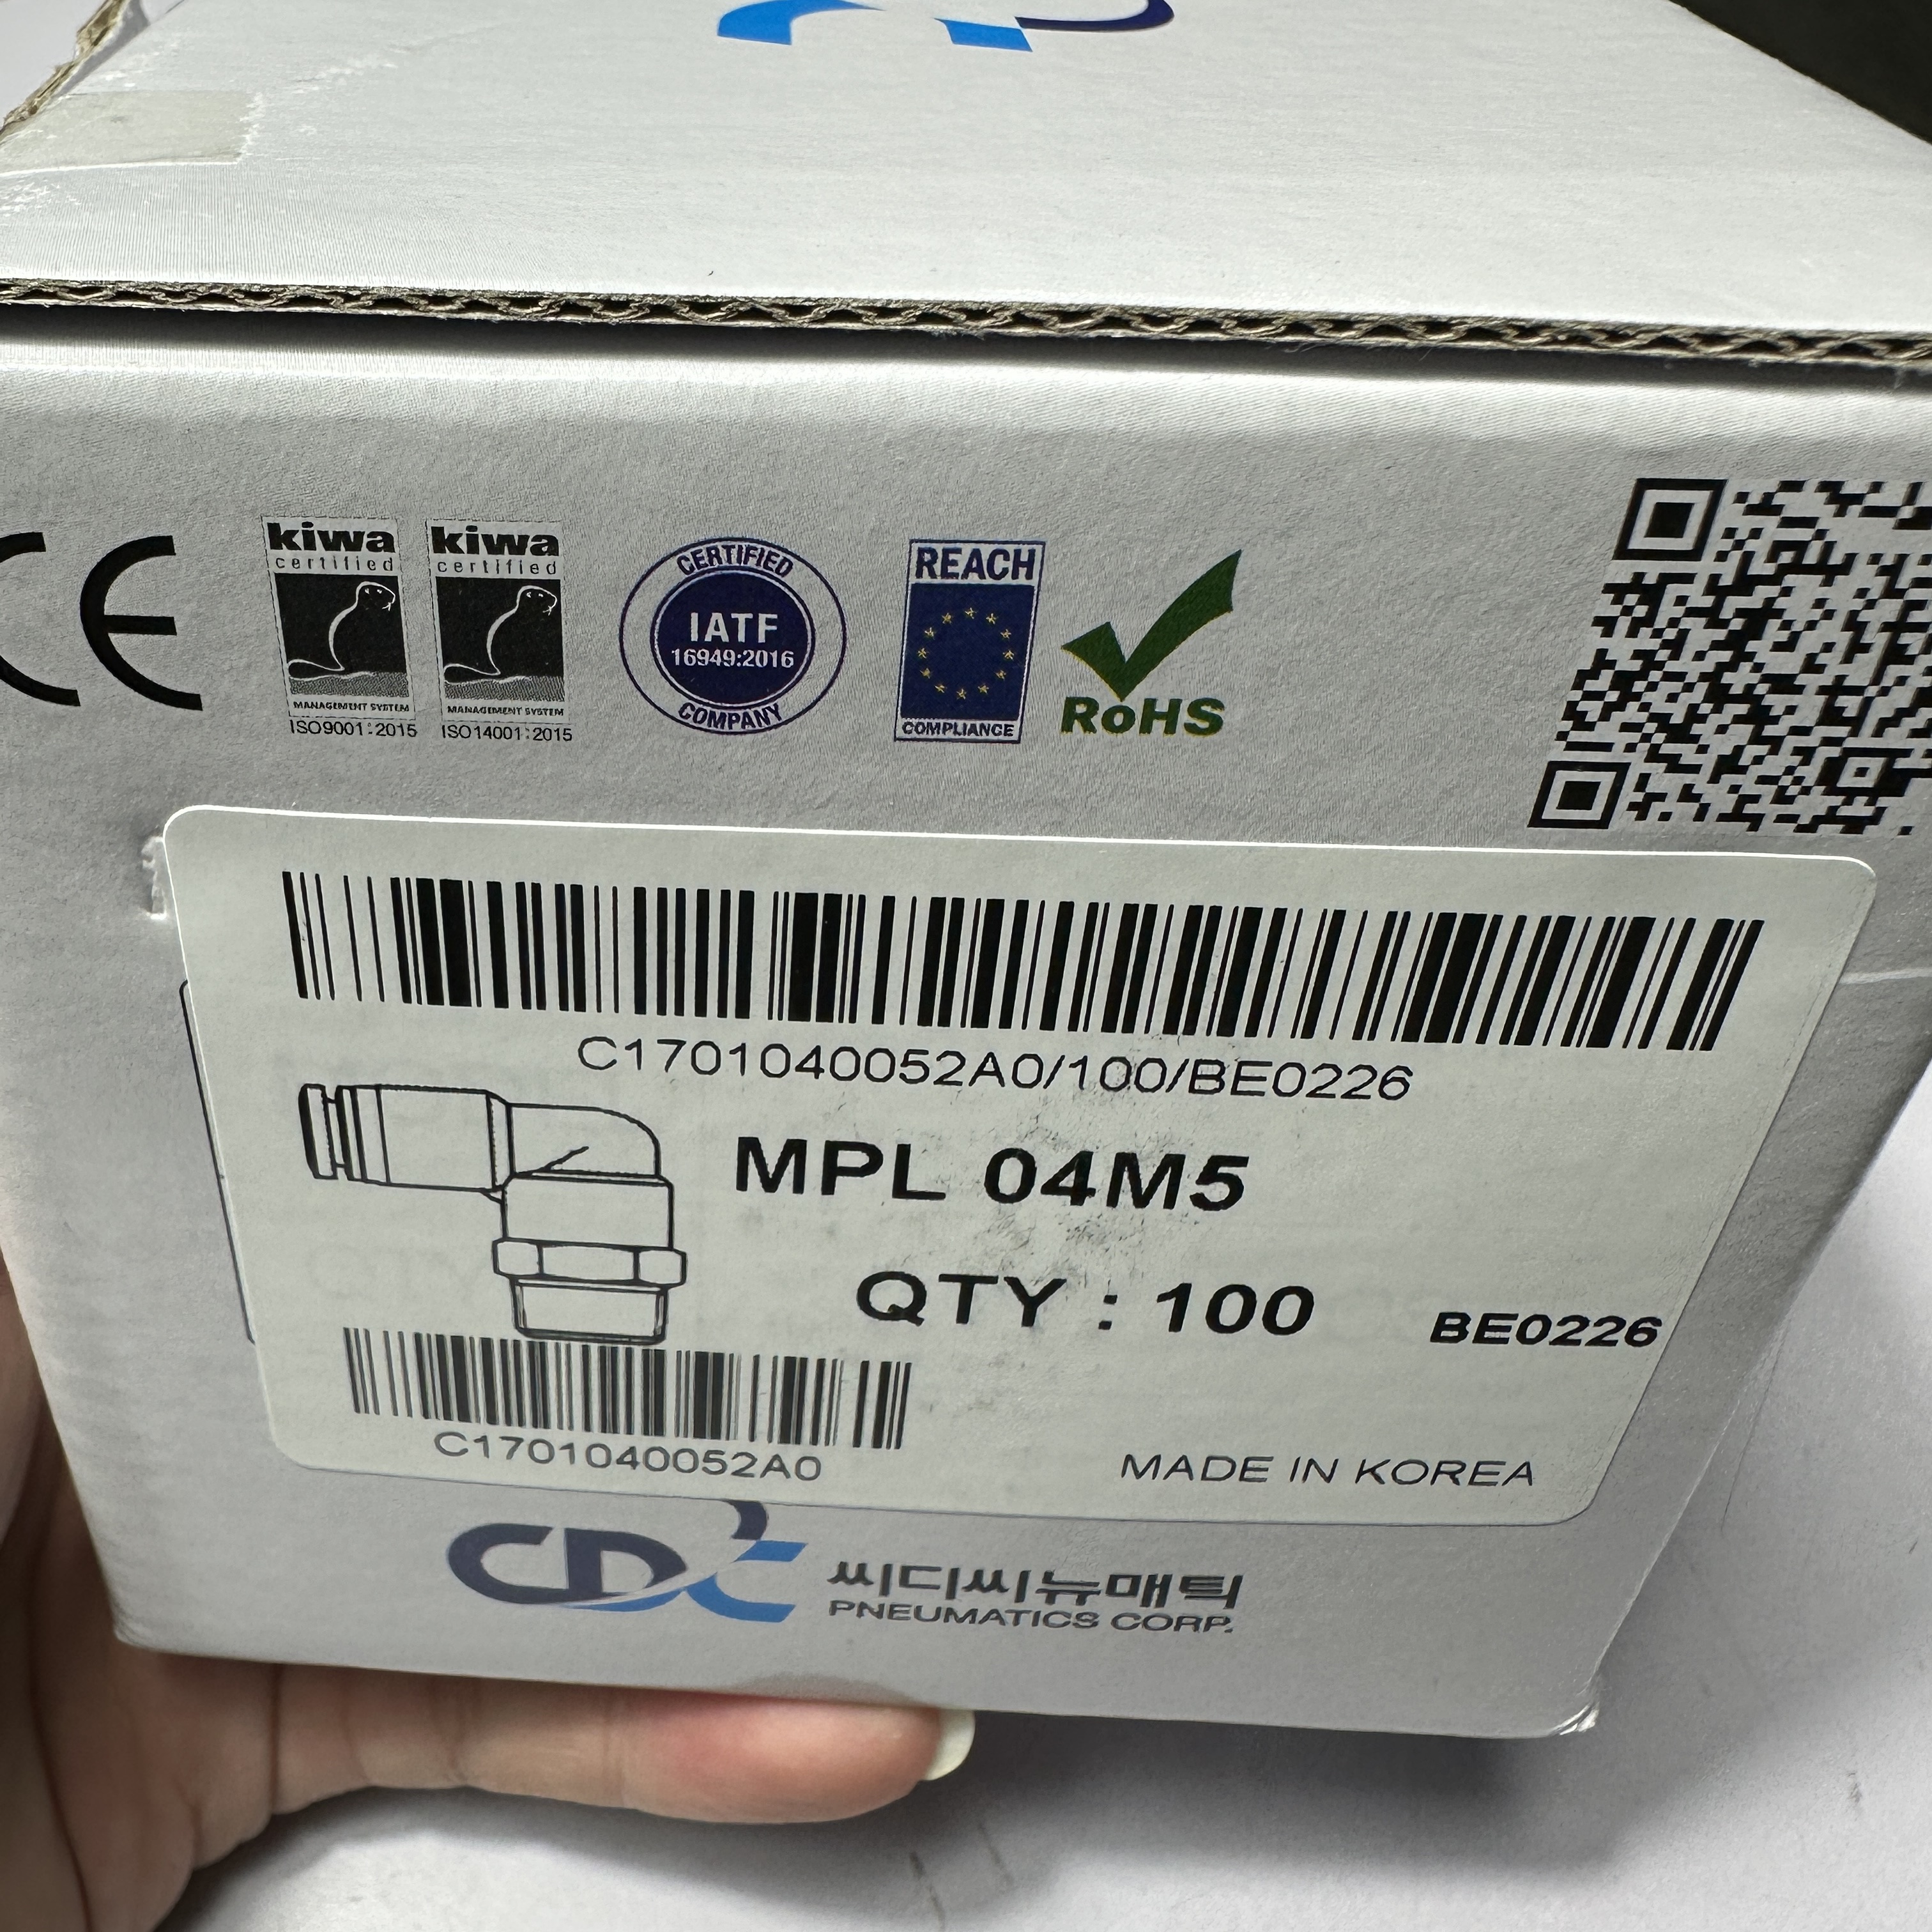 CE
kiwa
certified
MANAGEMENT SYSTEM
ISO9001:2015
kiwa
certified
MANAGEMENT SYSTEM
ISO14001:2015
CERTIFIED
IATF
16949:2016
COMPANY
REACH
COMPLIANCE
RoHS
C1701040052A0/100/BE0226
MPL 04M5
QTY : 100
BE0226
C1701040052A0
MADE IN KOREA
CDC
씨디씨뉴매틱
PNEUMATICS CORP.